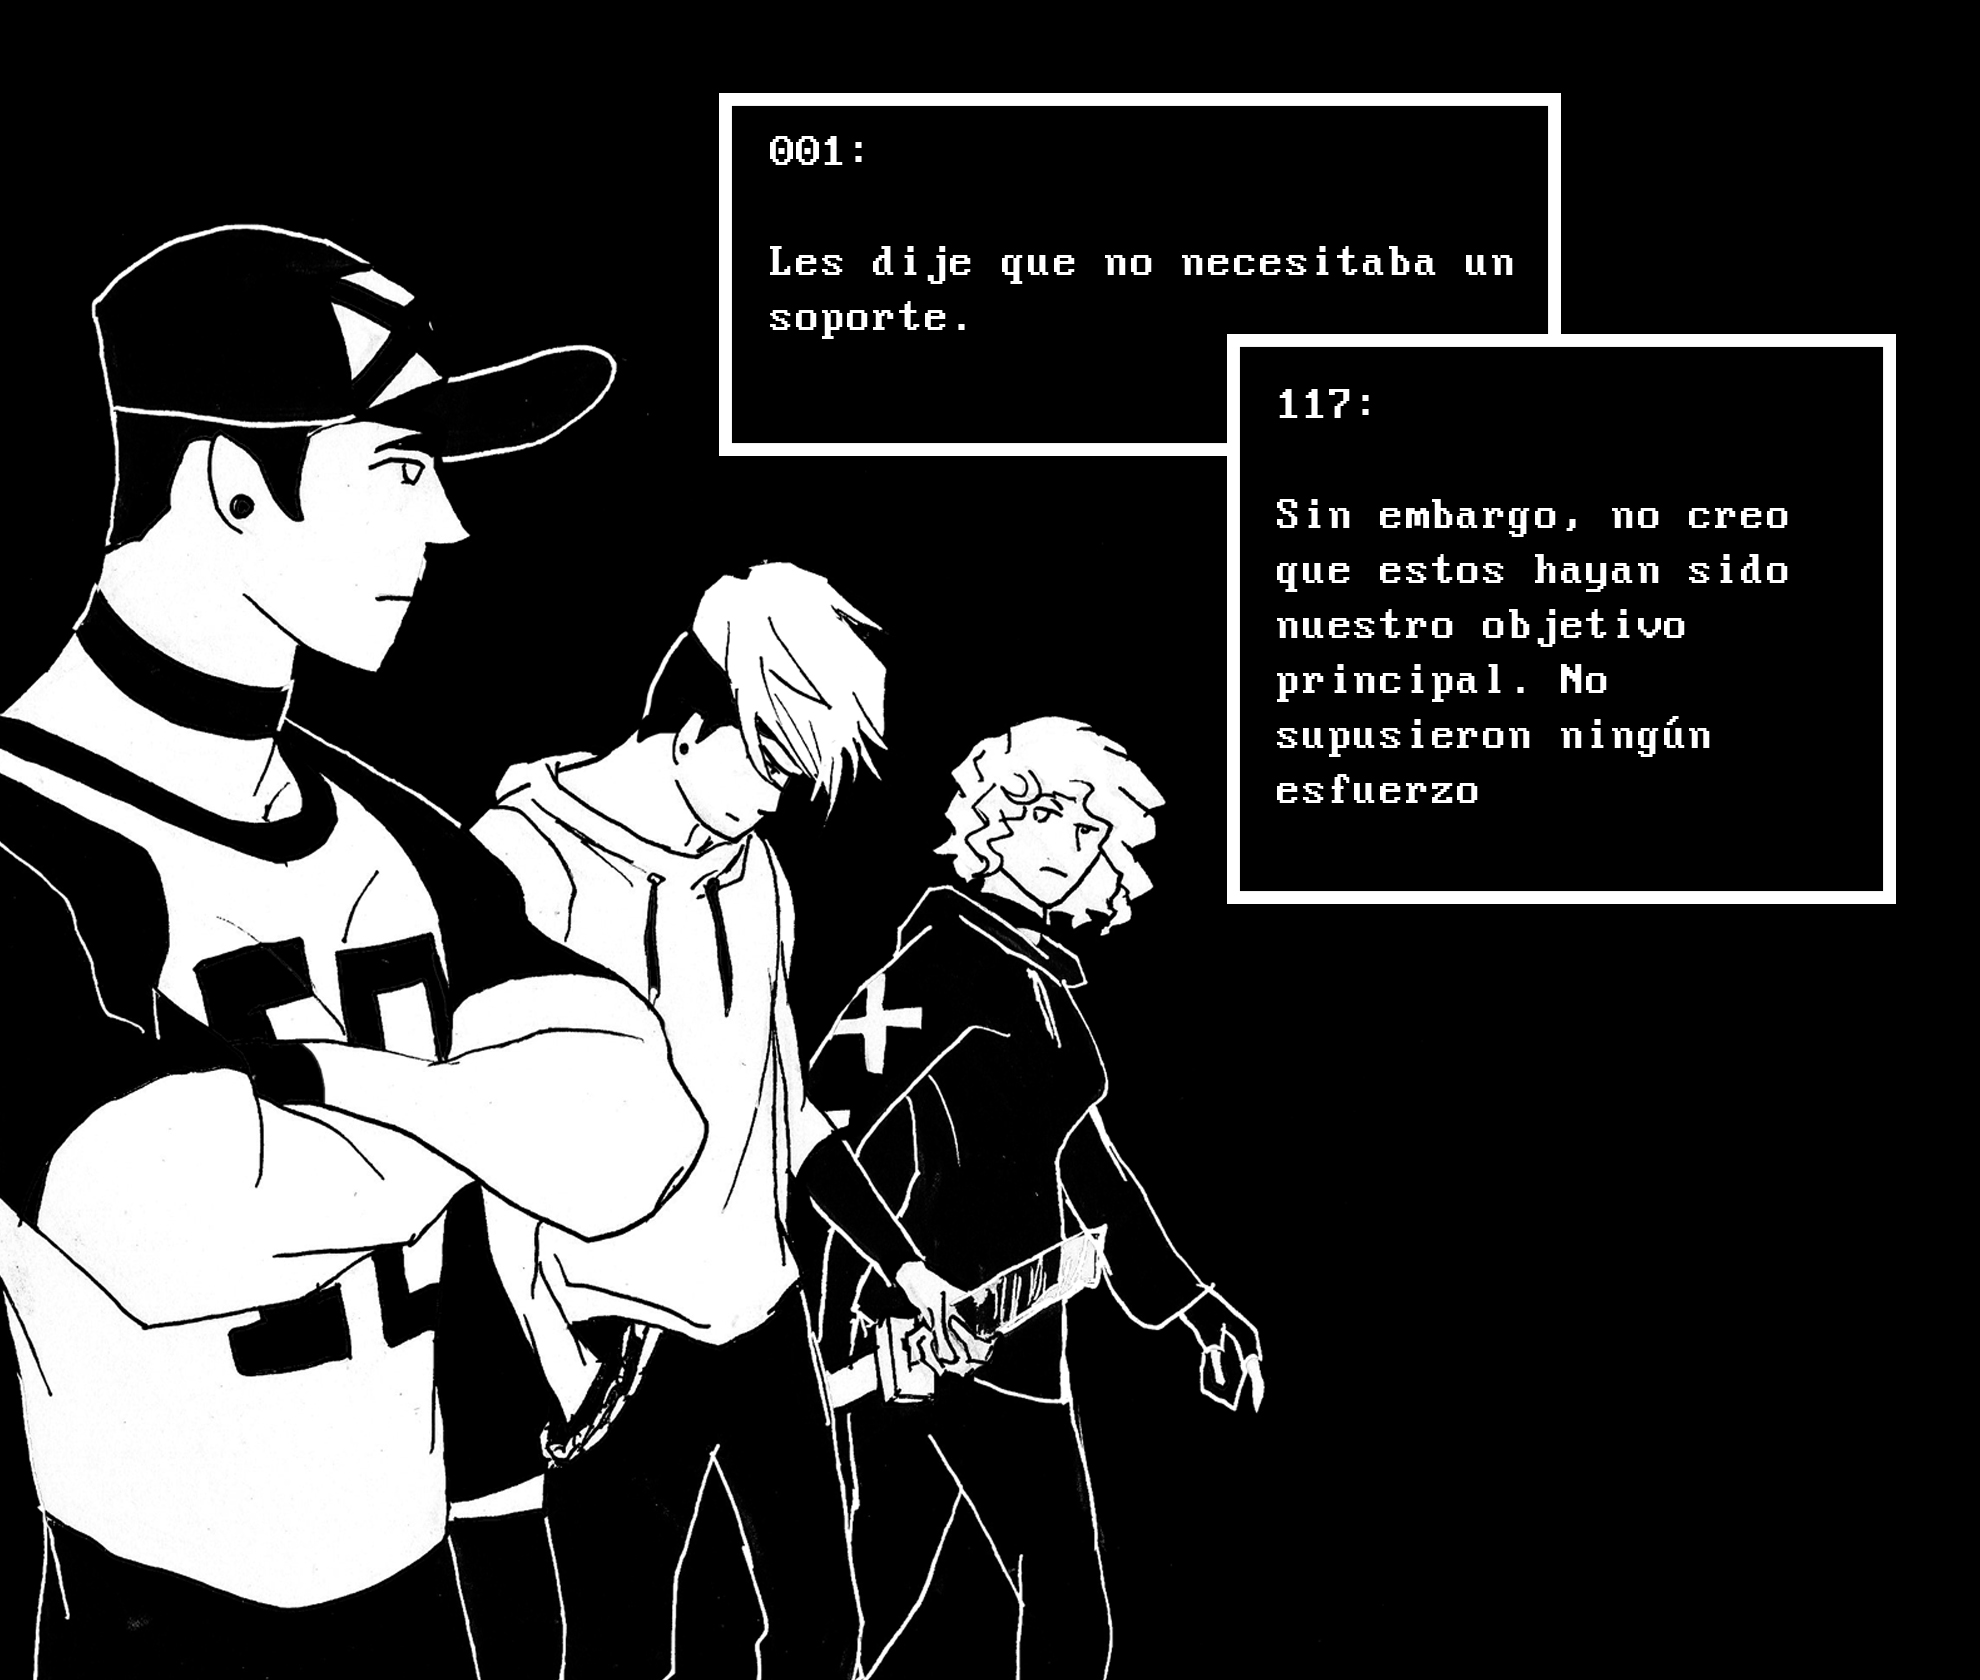 001:
Les dije que no necesitaba un
soporte.
117:
Sin embargo, no creo
que estos hayan sido
nuestro objetivo
principal. No
supusieron ningún
esfuerzo